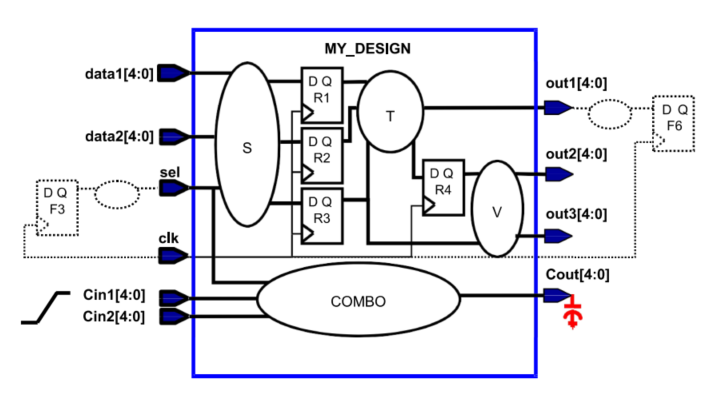 MY_DESIGN
data1[4:0]
D Q
R1
T
out1[4:0]
D Q
F6
data2[4:0]
S
D Q
R2
out2[4:0]
sel
D Q
R4
D Q
F3
D Q
R3
V
out3[4:0]
clk
Cout[4:0]
Cin1[4:0]
Cin2[4:0]
COMBO